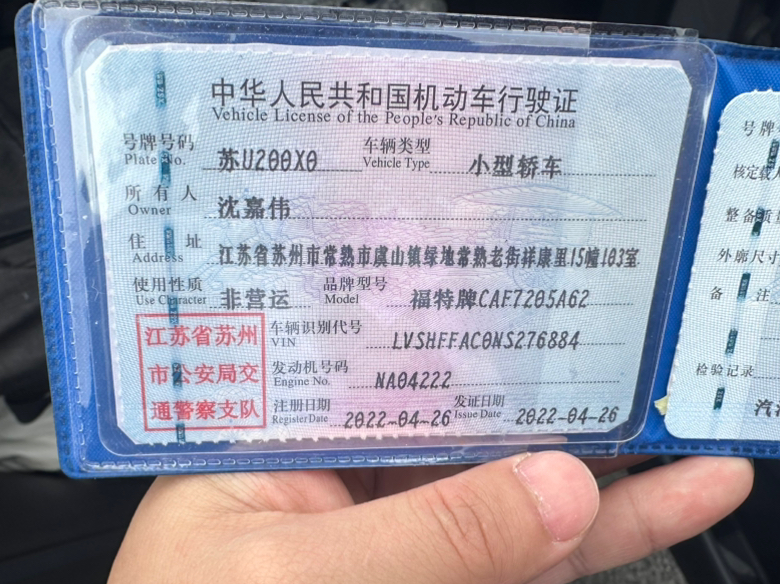 中华人民共和国机动车行驶证
Vehicle License of the People's Republic of China
号牌号码 Plate No. 苏U200X0 车辆类型 Vehicle Type 小型轿车
所有人 Owner 沈嘉伟
住址 Address 江苏省苏州市常熟市虞山镇绿地常熟老街祥康里15幢103室
使用性质 Use Character 非营运 品牌型号 Model 福特牌CAF7205A62
车辆识别代号 VIN LVSHFFAC0NS276884
发动机号码 Engine No. NA04222
注册日期 Register Date 2022-04-26 发证日期 Issue Date 2022-04-26
江苏省苏州
市公安局交
通警察支队
号牌
核定载人
整备质量
外廓尺寸
备注
检验记录